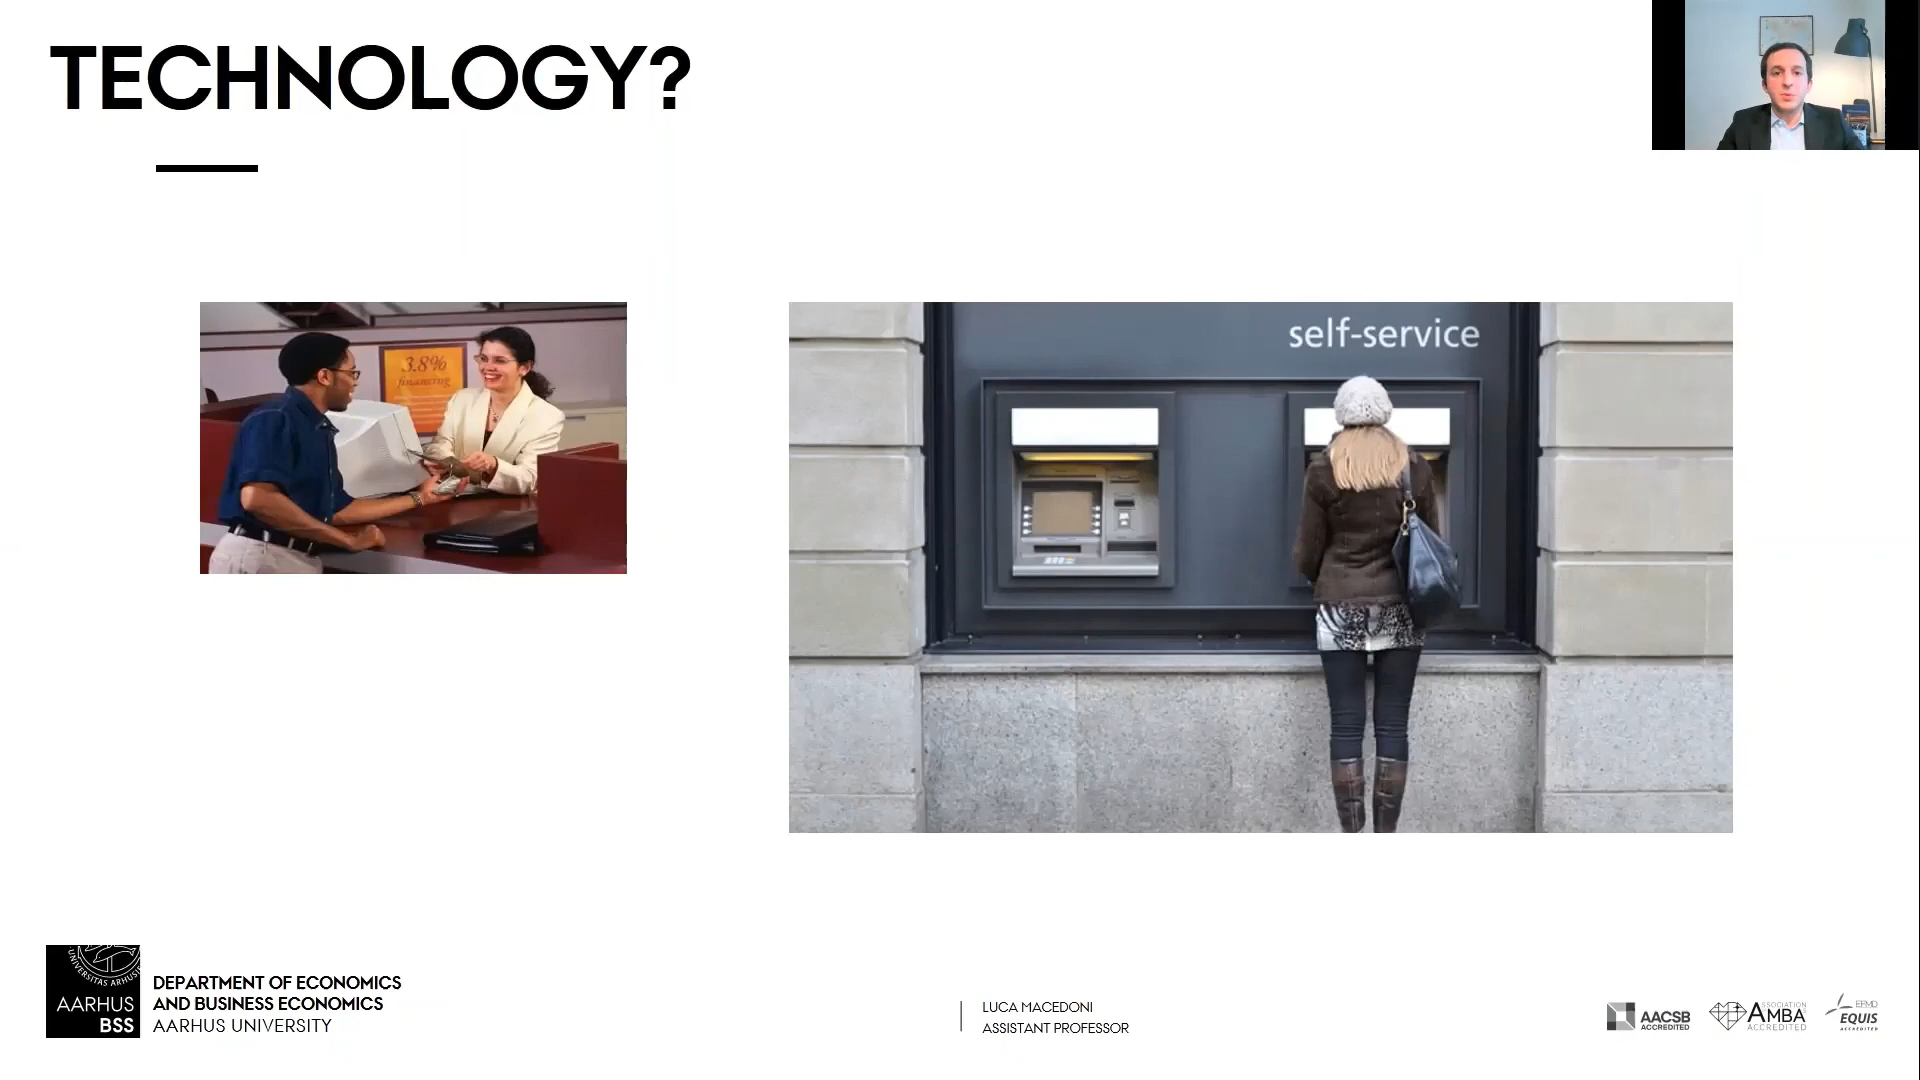 TECHNOLOGY?
3.8%
financing
self-service
UNIVERSITAS ARHUSI
AARHUS
BSS
DEPARTMENT OF ECONOMICS
AND BUSINESS ECONOMICS
AARHUS UNIVERSITY
LUCA MACEDONI
ASSISTANT PROFESSOR
AACSB
ACCREDITED
ASSOCIATION
AMBA
ACCREDITED
EFMD
EQUIS
ACCREDITED